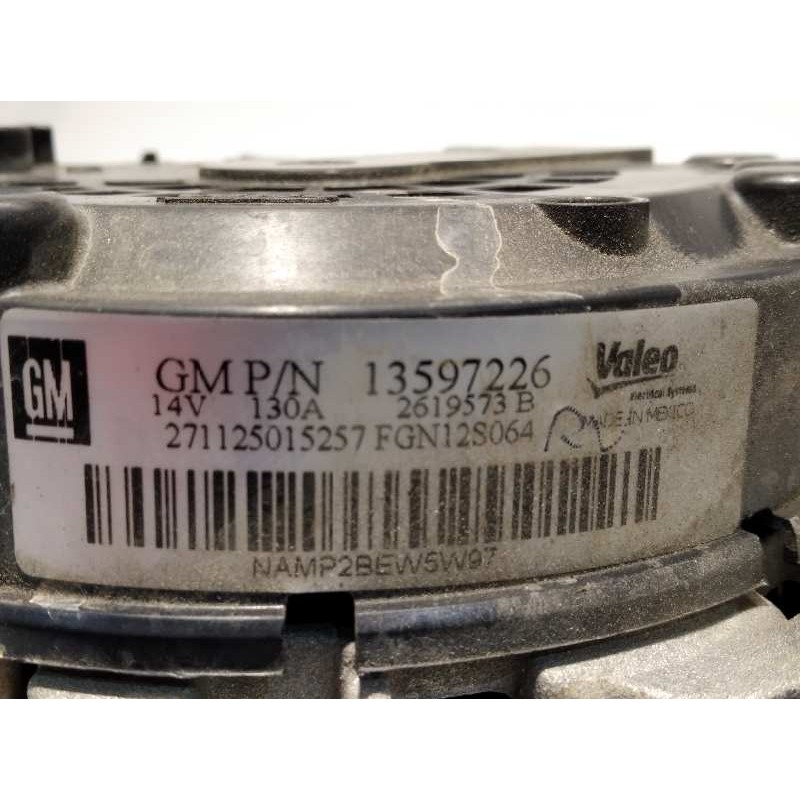 GM
GM P/N 13597226
Valeo
Electrical Systems
14V 130A 2619573 B
MADE IN MEXICO
271125015257 FGN12S064
NAMP2BEW5W97